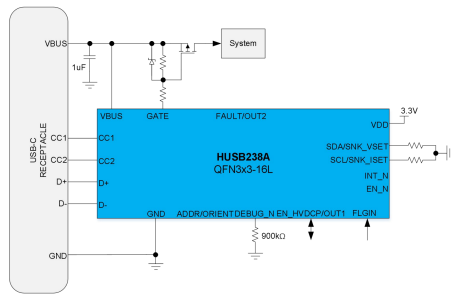 VBUS
System
1uF
USB-C
RECEPTACLE
VBUS
GATE
FAULT/OUT2
3.3V
VDD
CC1
CC1
HUSB238A
SDA/SNK_VSET
CC2
CC2
QFN3x3-16L
SCL/SNK_ISET
D+
D+
INT_N
D-
D-
EN_N
GND
ADDR/ORIENT
DEBUG_N
EN_HVDCP/OUT1
FLGIN
900kΩ
GND